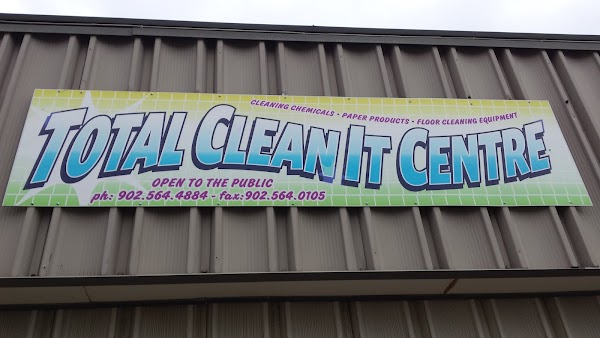 CLEANING CHEMICALS • PAPER PRODUCTS • FLOOR CLEANING EQUIPMENT
TOTAL CLEAN IT CENTRE
OPEN TO THE PUBLIC
ph: 902.564.4884 - fax:902.564.0105